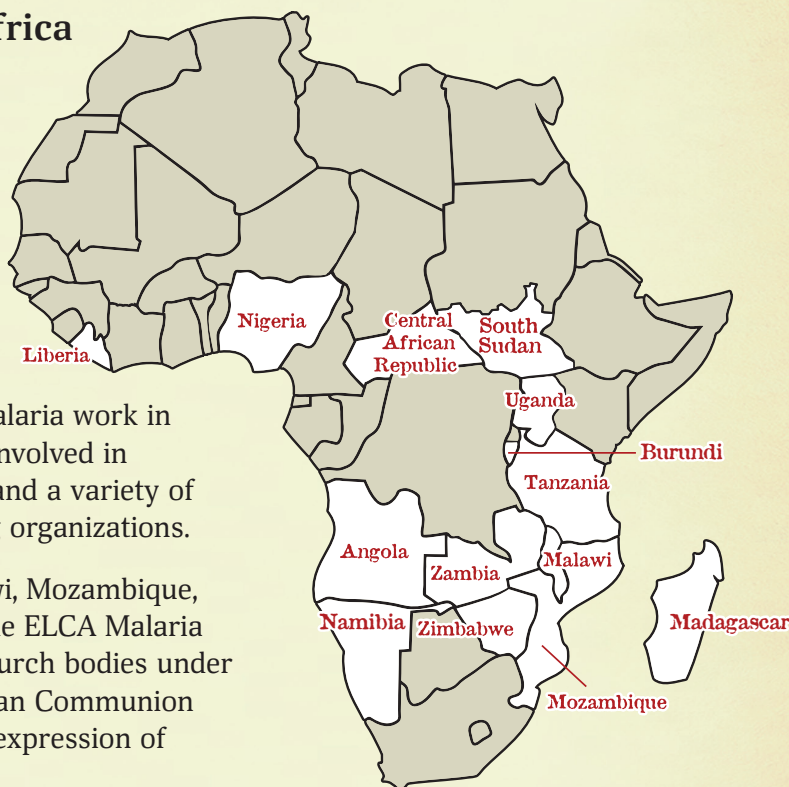 frica
Nigeria
Liberia
Central
African
Republic
South
Sudan
Uganda
Burundi
Tanzania
Angola
Zambia
Malawi
Namibia
Zimbabwe
Madagascar
Mozambique
alaria work in
nvolved in
and a variety of
organizations.
vi, Mozambique,
e ELCA Malaria
urch bodies under
an Communion
expression of